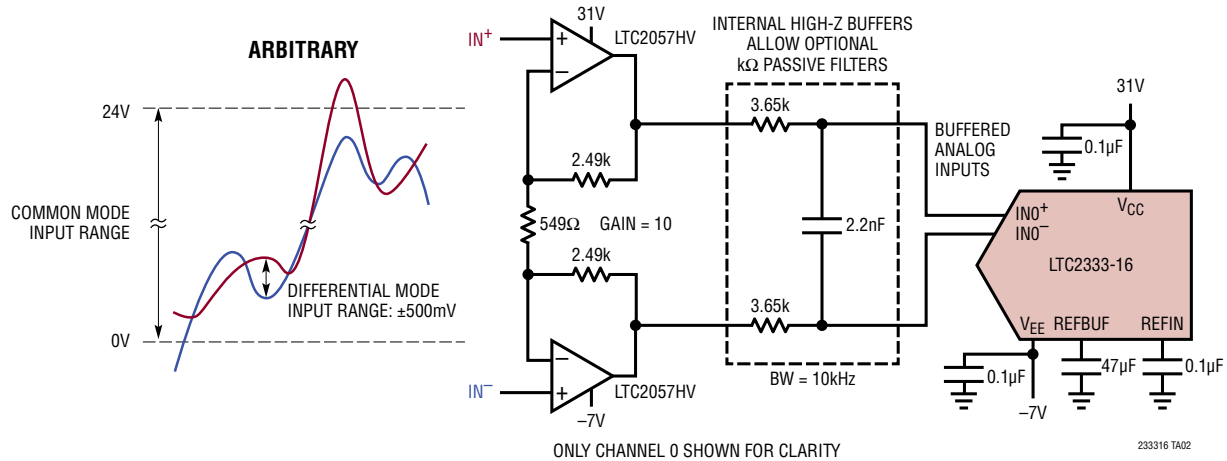 ARBITRARY
24V
COMMON MODE
INPUT RANGE
DIFFERENTIAL MODE
INPUT RANGE: ±500mV
0V
IN+
31V
LTC2057HV
+
–
2.49k
549Ω
GAIN = 10
2.49k
–
+
IN–
LTC2057HV
–7V
INTERNAL HIGH-Z BUFFERS
ALLOW OPTIONAL
kΩ PASSIVE FILTERS
3.65k
2.2nF
3.65k
BW = 10kHz
BUFFERED
ANALOG
INPUTS
31V
0.1µF
VCC
IN0+
IN0–
LTC2333-16
VEE
REFBUF
REFIN
0.1µF
47µF
0.1µF
–7V
ONLY CHANNEL 0 SHOWN FOR CLARITY
233316 TA02